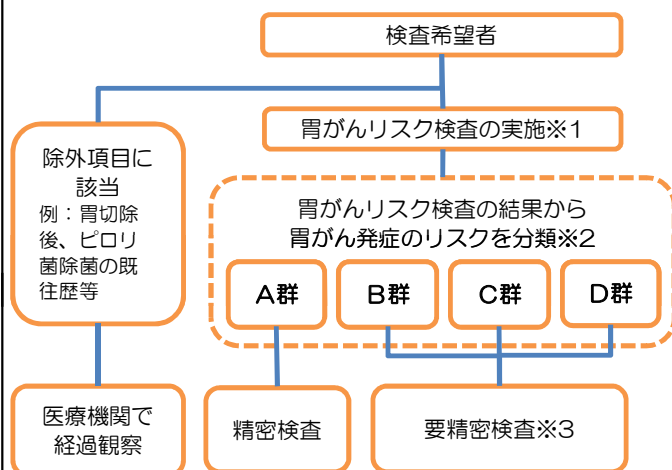 検査希望者
胃がんリスク検査の実施※1
除外項目に
該当
例：胃切除
後、ピロリ
菌除菌の既
往歴等
胃がんリスク検査の結果から
胃がん発症のリスクを分類※2
A群
B群
C群
D群
医療機関で
経過観察
精密検査
要精密検査※3